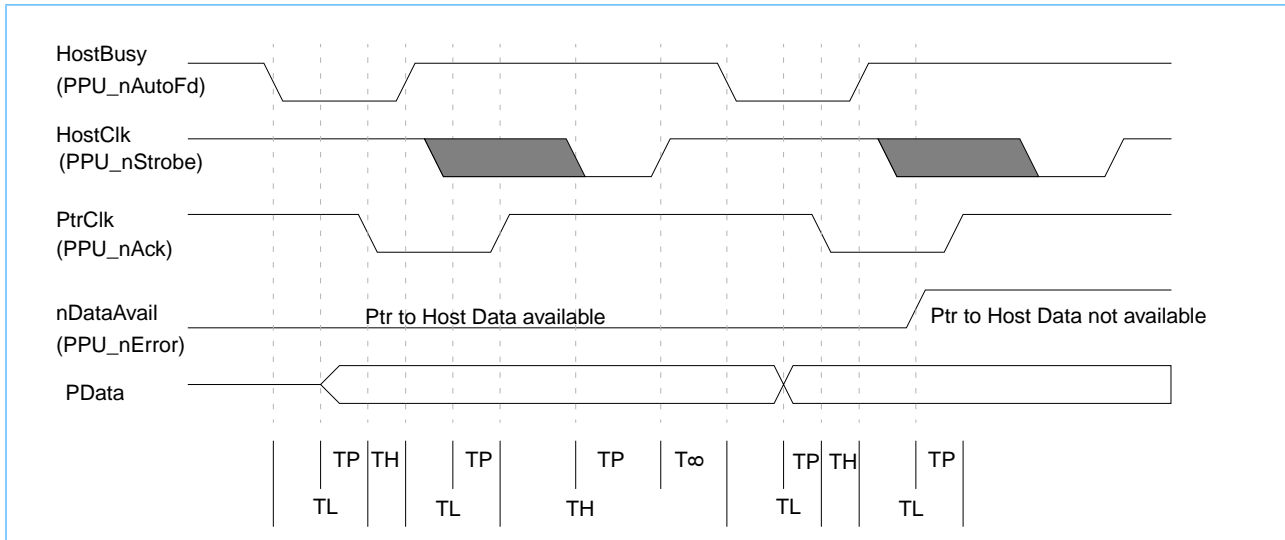 HostBusy
(PPU_nAutoFd)
HostClk
(PPU_nStrobe)
PtrClk
(PPU_nAck)
nDataAvail
(PPU_nError)
Ptr to Host Data available
Ptr to Host Data not available
PData
TP TH TP TP T∞ TP TH TP
TL TL TH TL TL